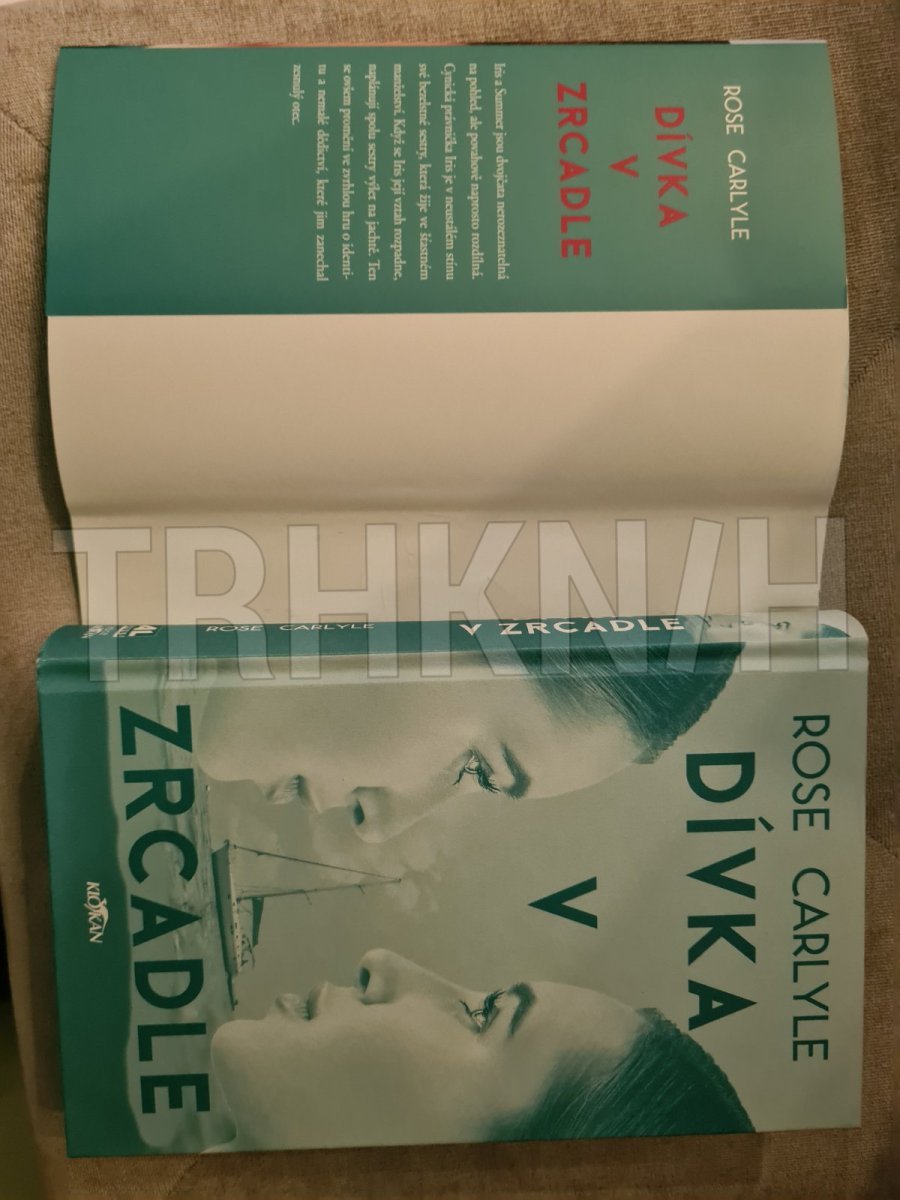 ROSE CARLYLE
DÍVKA
V
ZRCADLE
Iris a Summer jsou dvojčata nerozeznatelná
na pohled, ale povahově naprosto rozdílná.
Cynická právnička Iris je v neustálém stínu
své bezelstné sestry, která žije ve šťastném
manželství. Když se Iris její vztah rozpadne,
naplánují spolu sestry výlet na jachtě. Ten
se ovšem promění ve zvrhlou hru o identi-
tu a nemalé dědictví, které jim zanechal
zesnulý otec.
TRHKN/H
ROSE CARLYLE
V ZRCADLE
ROSE CARLYLE
DÍVKA
V
ZRCADLE
KLOKAN